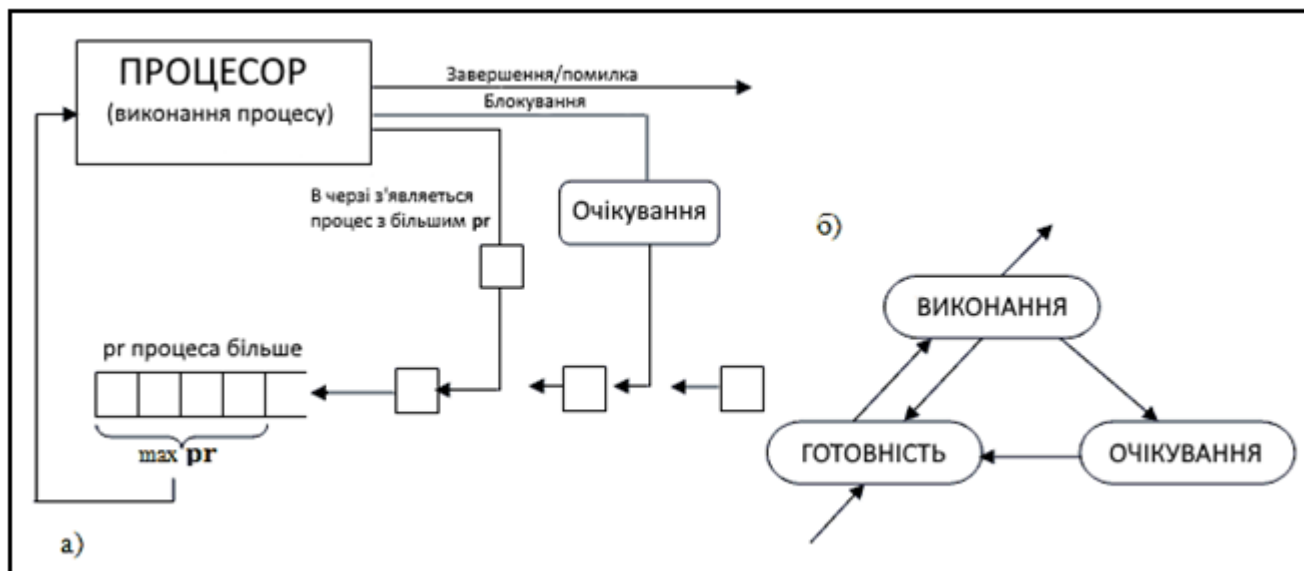 ПРОЦЕСОР
(виконання процесу)
Завершення/помилка
Блокування
В черзі з'являеться
процес з більшим pr
Очікування
pr процеса більше
max pr
а)
б)
ВИКОНАННЯ
ГОТОВНІСТЬ
ОЧІКУВАННЯ